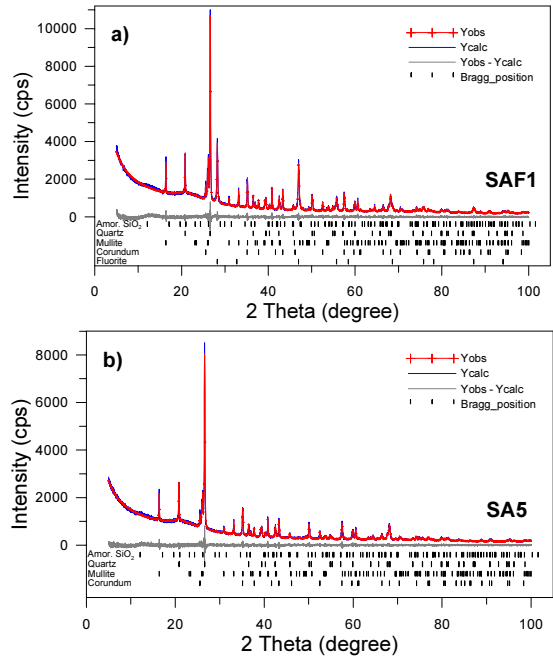 a)
Intensity (cps)
10000
8000
6000
4000
2000
0
Yobs
Ycalc
Yobs - Ycalc
Bragg_position
SAF1
Amor. SiO₂
Quartz
Mullite
Corundum
Fluorite
0 20 40 60 80 100
2 Theta (degree)
b)
Intensity (cps)
8000
6000
4000
2000
0
Yobs
Ycalc
Yobs - Ycalc
Bragg_position
SA5
Amor. SiO₂
Quartz
Mullite
Corundum
0 20 40 60 80 100
2 Theta (degree)